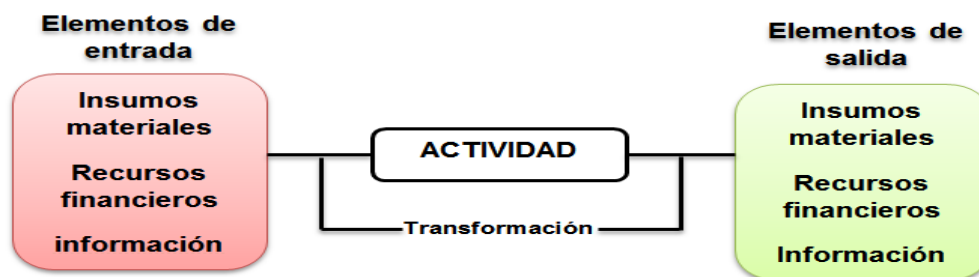 Elementos de
entrada
Insumos
materiales
Recursos
financieros
información
ACTIVIDAD
Transformación
Elementos de
salida
Insumos
materiales
Recursos
financieros
Información